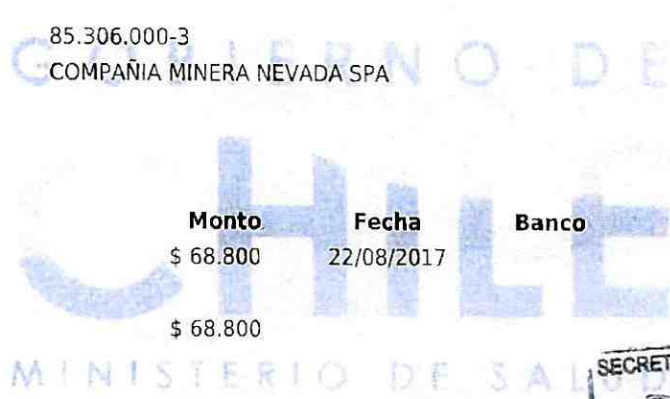 85.306.000-3
GOBIERNO DE
COMPAÑIA MINERA NEVADA SPA
CHILE
Monto Fecha Banco
$ 68.800 22/08/2017
$ 68.800
MINISTERIO DE SALUD